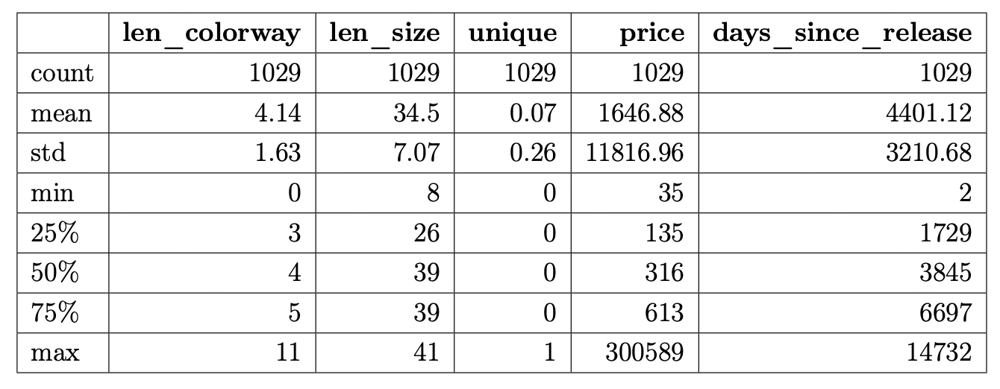 len_colorway len_size unique price days_since_release
count 1029 1029 1029 1029 1029
mean 4.14 34.5 0.07 1646.88 4401.12
std 1.63 7.07 0.26 11816.96 3210.68
min 0 8 0 35 2
25% 3 26 0 135 1729
50% 4 39 0 316 3845
75% 5 39 0 613 6697
max 11 41 1 300589 14732